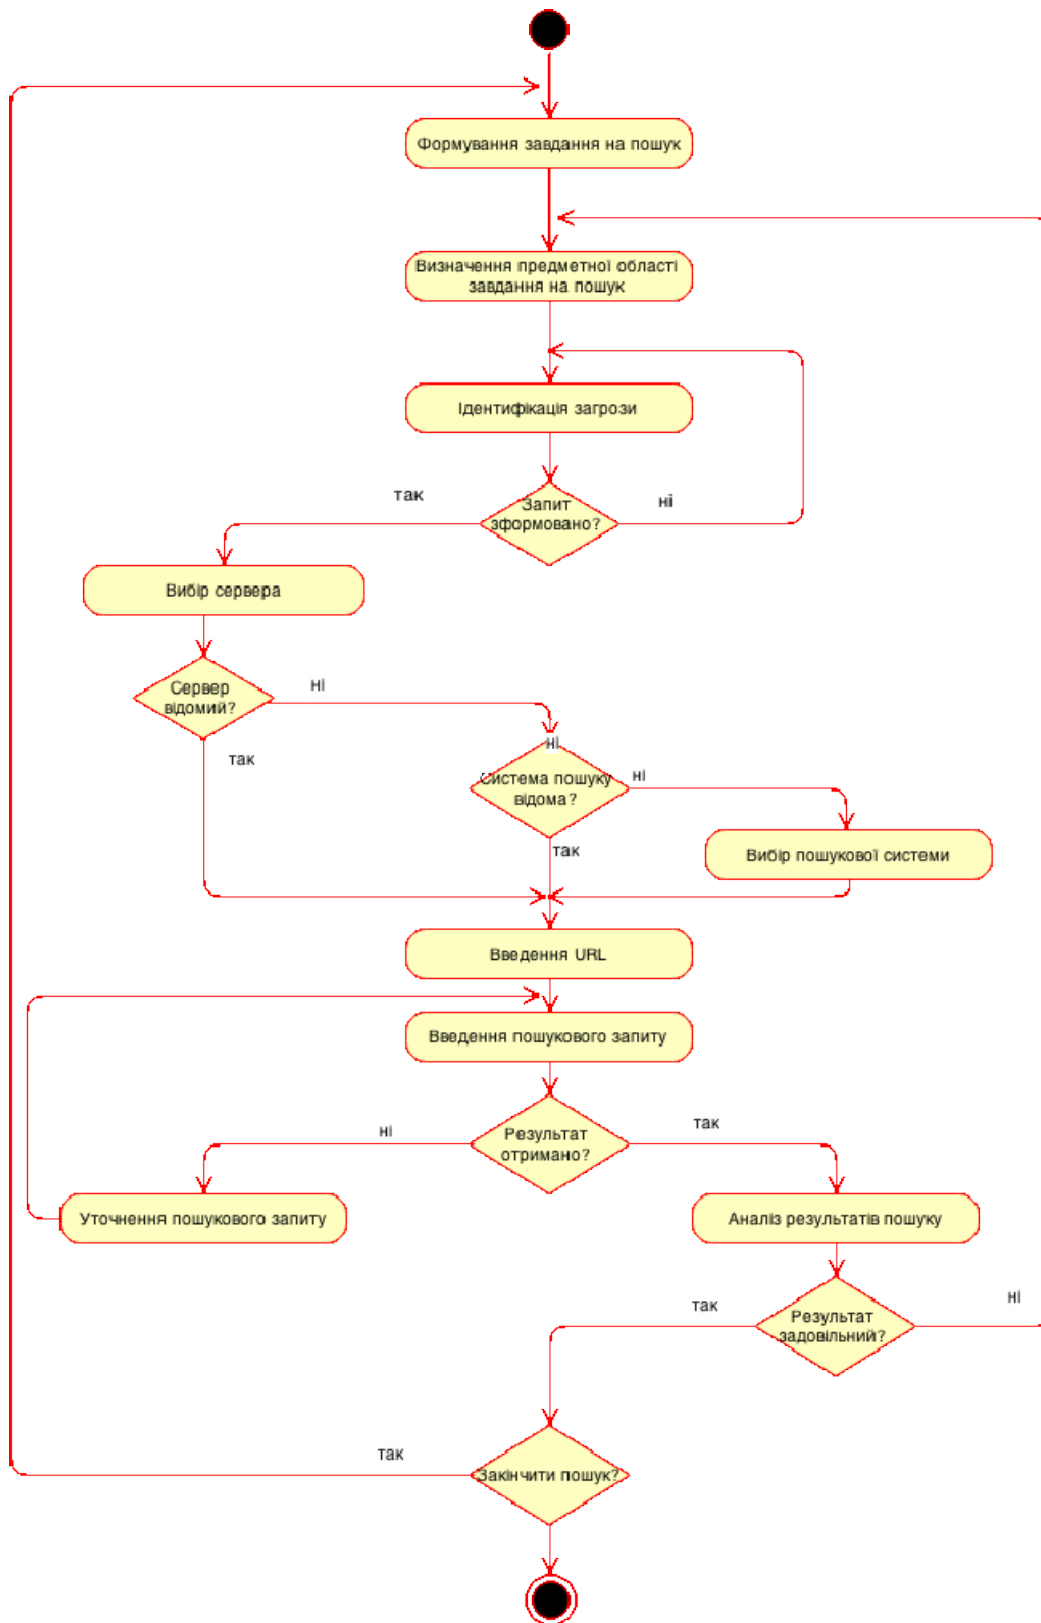 Формування завдання на пошук
Визначення предметної області
завдання на пошук
Ідентифікація загрози
так
Запит
зформовано?
ні
Вибір сервера
Сервер
відомий?
ні
так
ні
Система пошуку
відома?
ні
так
Вибір пошукової системи
Введення URL
Введення пошукового запиту
ні
Результат
отримано?
так
Уточнення пошукового запиту
Аналіз результатів пошуку
так
Результат
задовільний?
ні
так
Закінчити пошук?